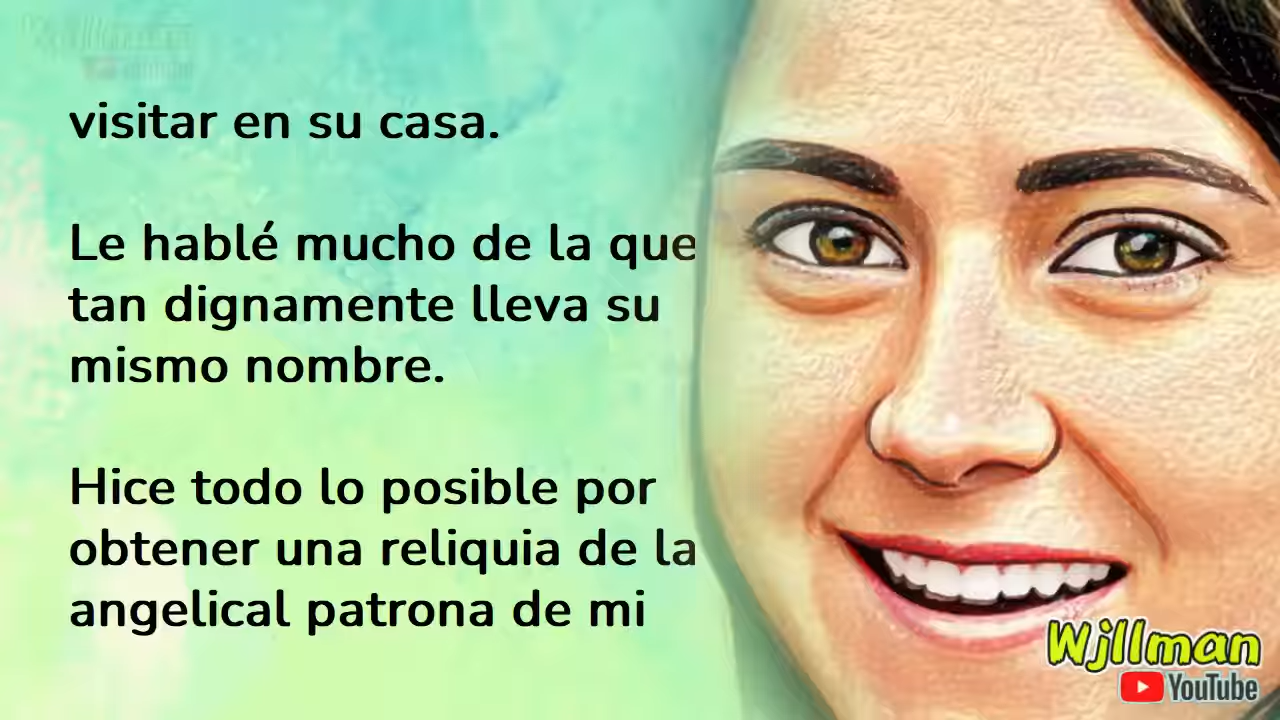 visitar en su casa.
Le hablé mucho de la que
tan dignamente lleva su
mismo nombre.
Hice todo lo posible por
obtener una reliquia de la
angelical patrona de mi
Wjllman
YouTube